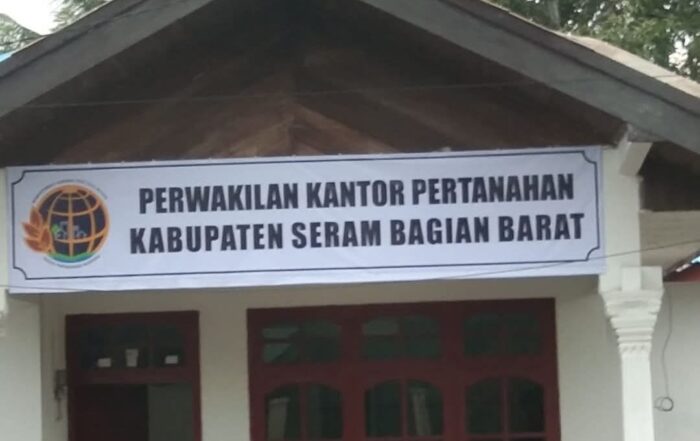 PERWAKILAN KANTOR PERTANAHAN
KABUPATEN SERAM BAGIAN BARAT